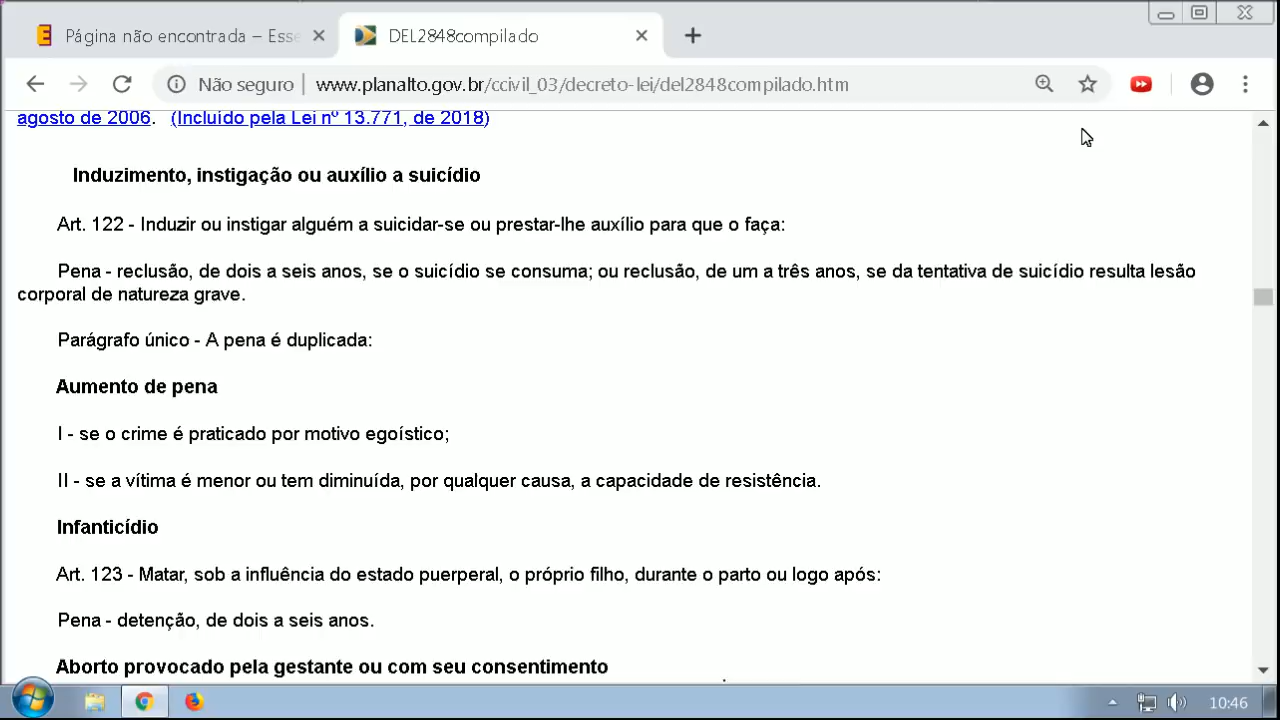 Página não encontrada – Esse
DEL2848compilado
Não seguro
www.planalto.gov.br/ccivil_03/decreto-lei/del2848compilado.htm
agosto de 2006. (Incluído pela Lei nº 13.771, de 2018)
Induzimento, instigação ou auxílio a suicídio
Art. 122 - Induzir ou instigar alguém a suicidar-se ou prestar-lhe auxílio para que o faça:
Pena - reclusão, de dois a seis anos, se o suicídio se consuma; ou reclusão, de um a três anos, se da tentativa de suicídio resulta lesão
corporal de natureza grave.
Parágrafo único - A pena é duplicada:
Aumento de pena
I - se o crime é praticado por motivo egoístico;
II - se a vítima é menor ou tem diminuída, por qualquer causa, a capacidade de resistência.
Infanticídio
Art. 123 - Matar, sob a influência do estado puerperal, o próprio filho, durante o parto ou logo após:
Pena - detenção, de dois a seis anos.
Aborto provocado pela gestante ou com seu consentimento
10:46